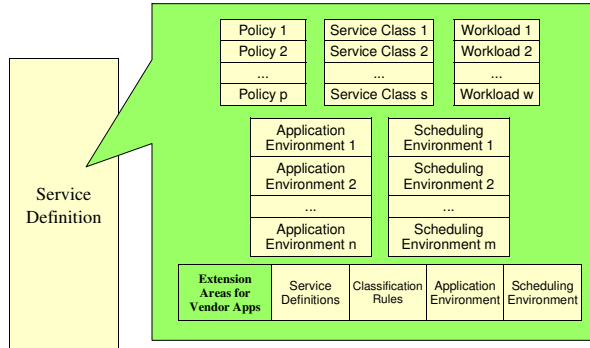 Policy 1
Policy 2
...
Policy p
Service Class 1
Service Class 2
...
Service Class s
Workload 1
Workload 2
...
Workload w
Service
Definition
Application
Environment 1
Application
Environment 2
...
Application
Environment n
Scheduling
Environment 1
Scheduling
Environment 2
...
Scheduling
Environment m
Extension
Areas for
Vendor Apps
Service
Definitions
Classification
Rules
Application
Environment
Scheduling
Environment